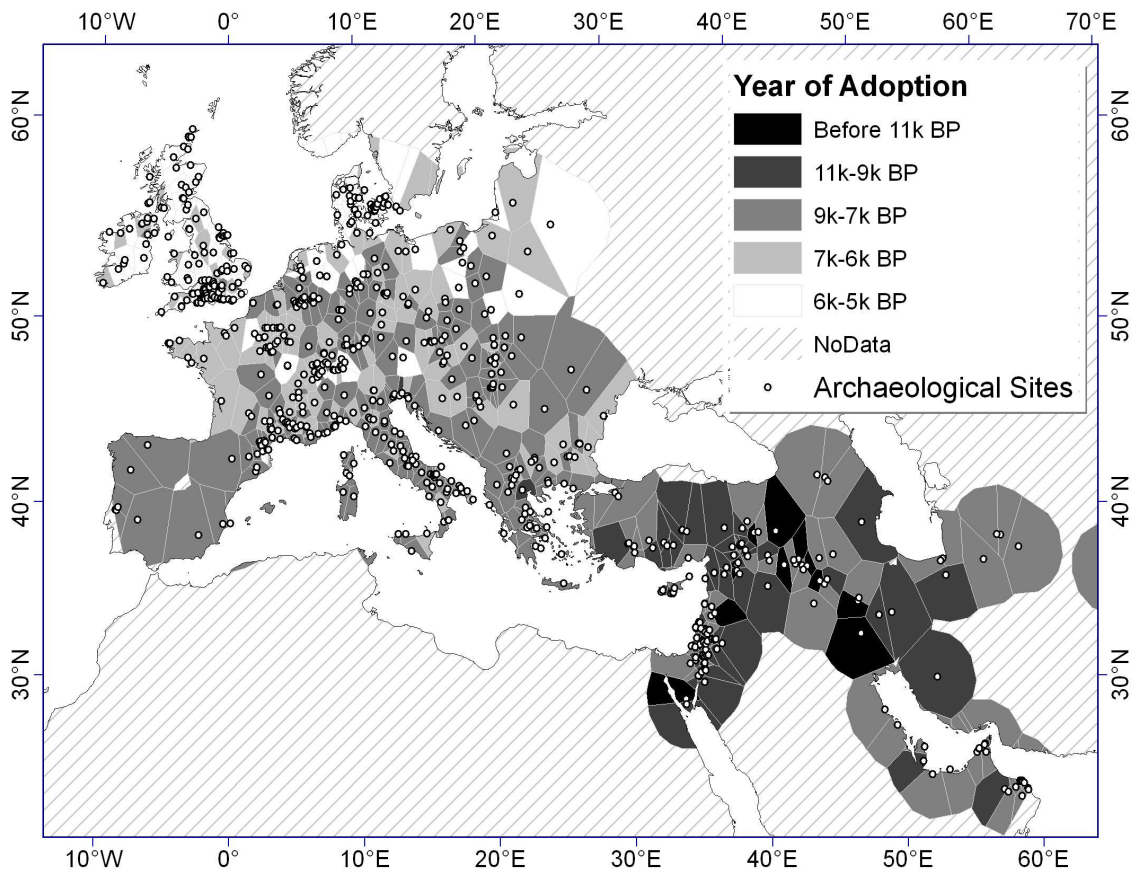 10°W 0° 10°E 20°E 30°E 40°E 50°E 60°E 70°E
60°N 60°N
50°N 50°N
40°N 40°N
30°N 30°N
Year of Adoption
Before 11k BP
11k-9k BP
9k-7k BP
7k-6k BP
6k-5k BP
NoData
Archaeological Sites
10°W 0° 10°E 20°E 30°E 40°E 50°E 60°E